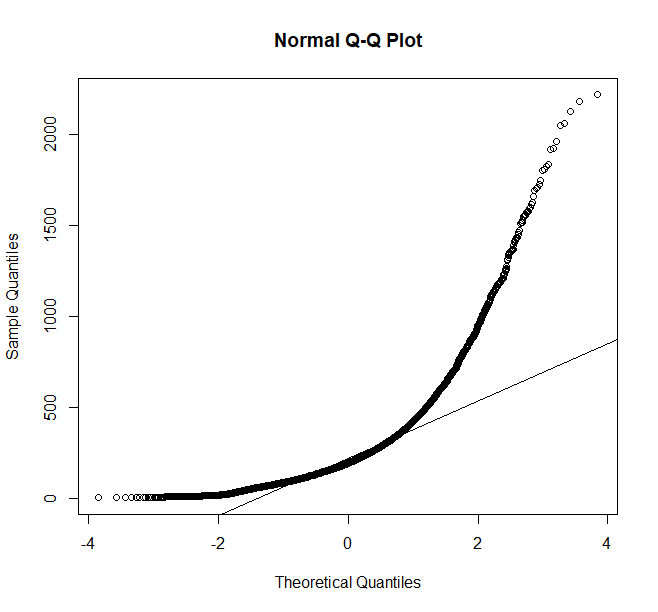 Normal Q-Q Plot
Sample Quantiles
2000
1500
1000
500
0
-4 -2 0 2 4
Theoretical Quantiles